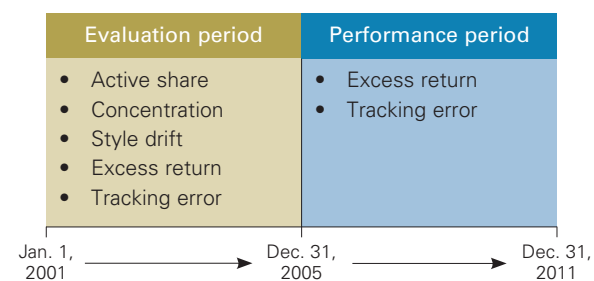 Evaluation period
Performance period
• Active share
• Concentration
• Style drift
• Excess return
• Tracking error
• Excess return
• Tracking error
Jan. 1,
2001
Dec. 31,
2005
Dec. 31,
2011